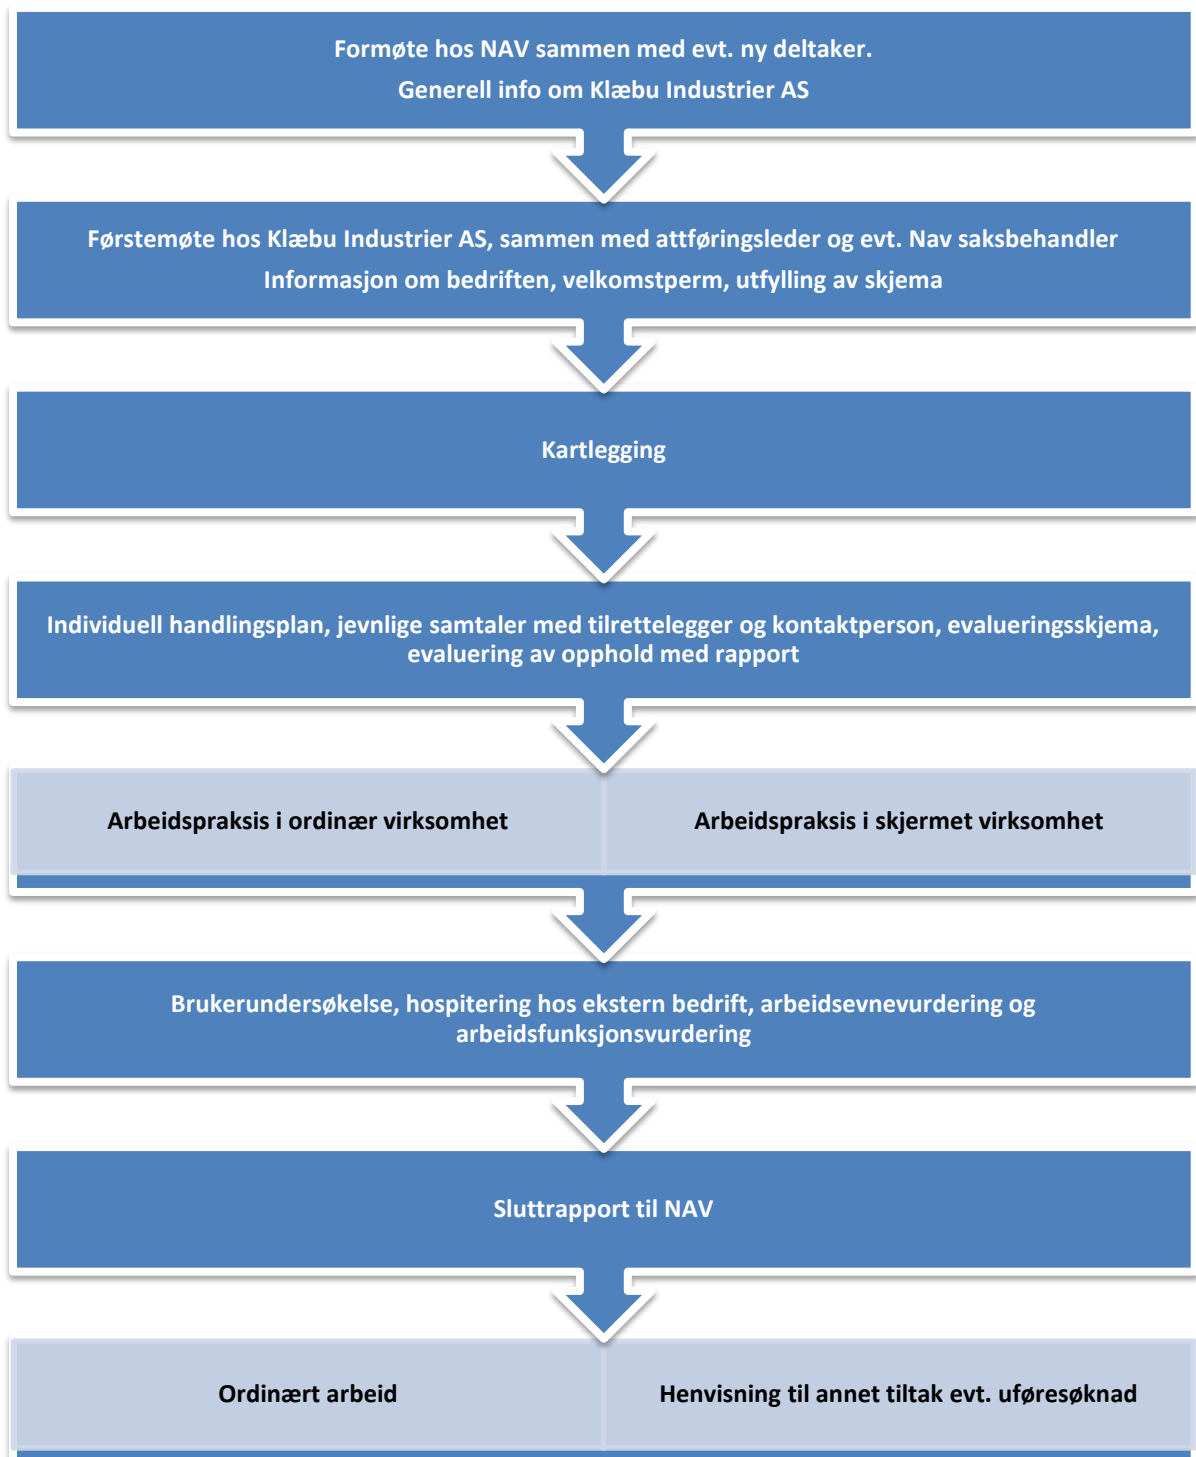 Formøte hos NAV sammen med evt. ny deltaker.
Generell info om Klæbu Industrier AS
Førstemøte hos Klæbu Industrier AS, sammen med attføringsleder og evt. Nav saksbehandler
Informasjon om bedriften, velkomstperm, utfylling av skjema
Kartlegging
Individuell handlingsplan, jevnlige samtaler med tilrettelegger og kontaktperson, evalueringsskjema,
evaluering av opphold med rapport
Arbeidspraksis i ordinær virksomhet
Arbeidspraksis i skjermet virksomhet
Brukerundersøkelse, hospitering hos ekstern bedrift, arbeidsevnevurdering og
arbeidsfunksjonsvurdering
Sluttrapport til NAV
Ordinært arbeid
Henvisning til annet tiltak evt. uføresøknad